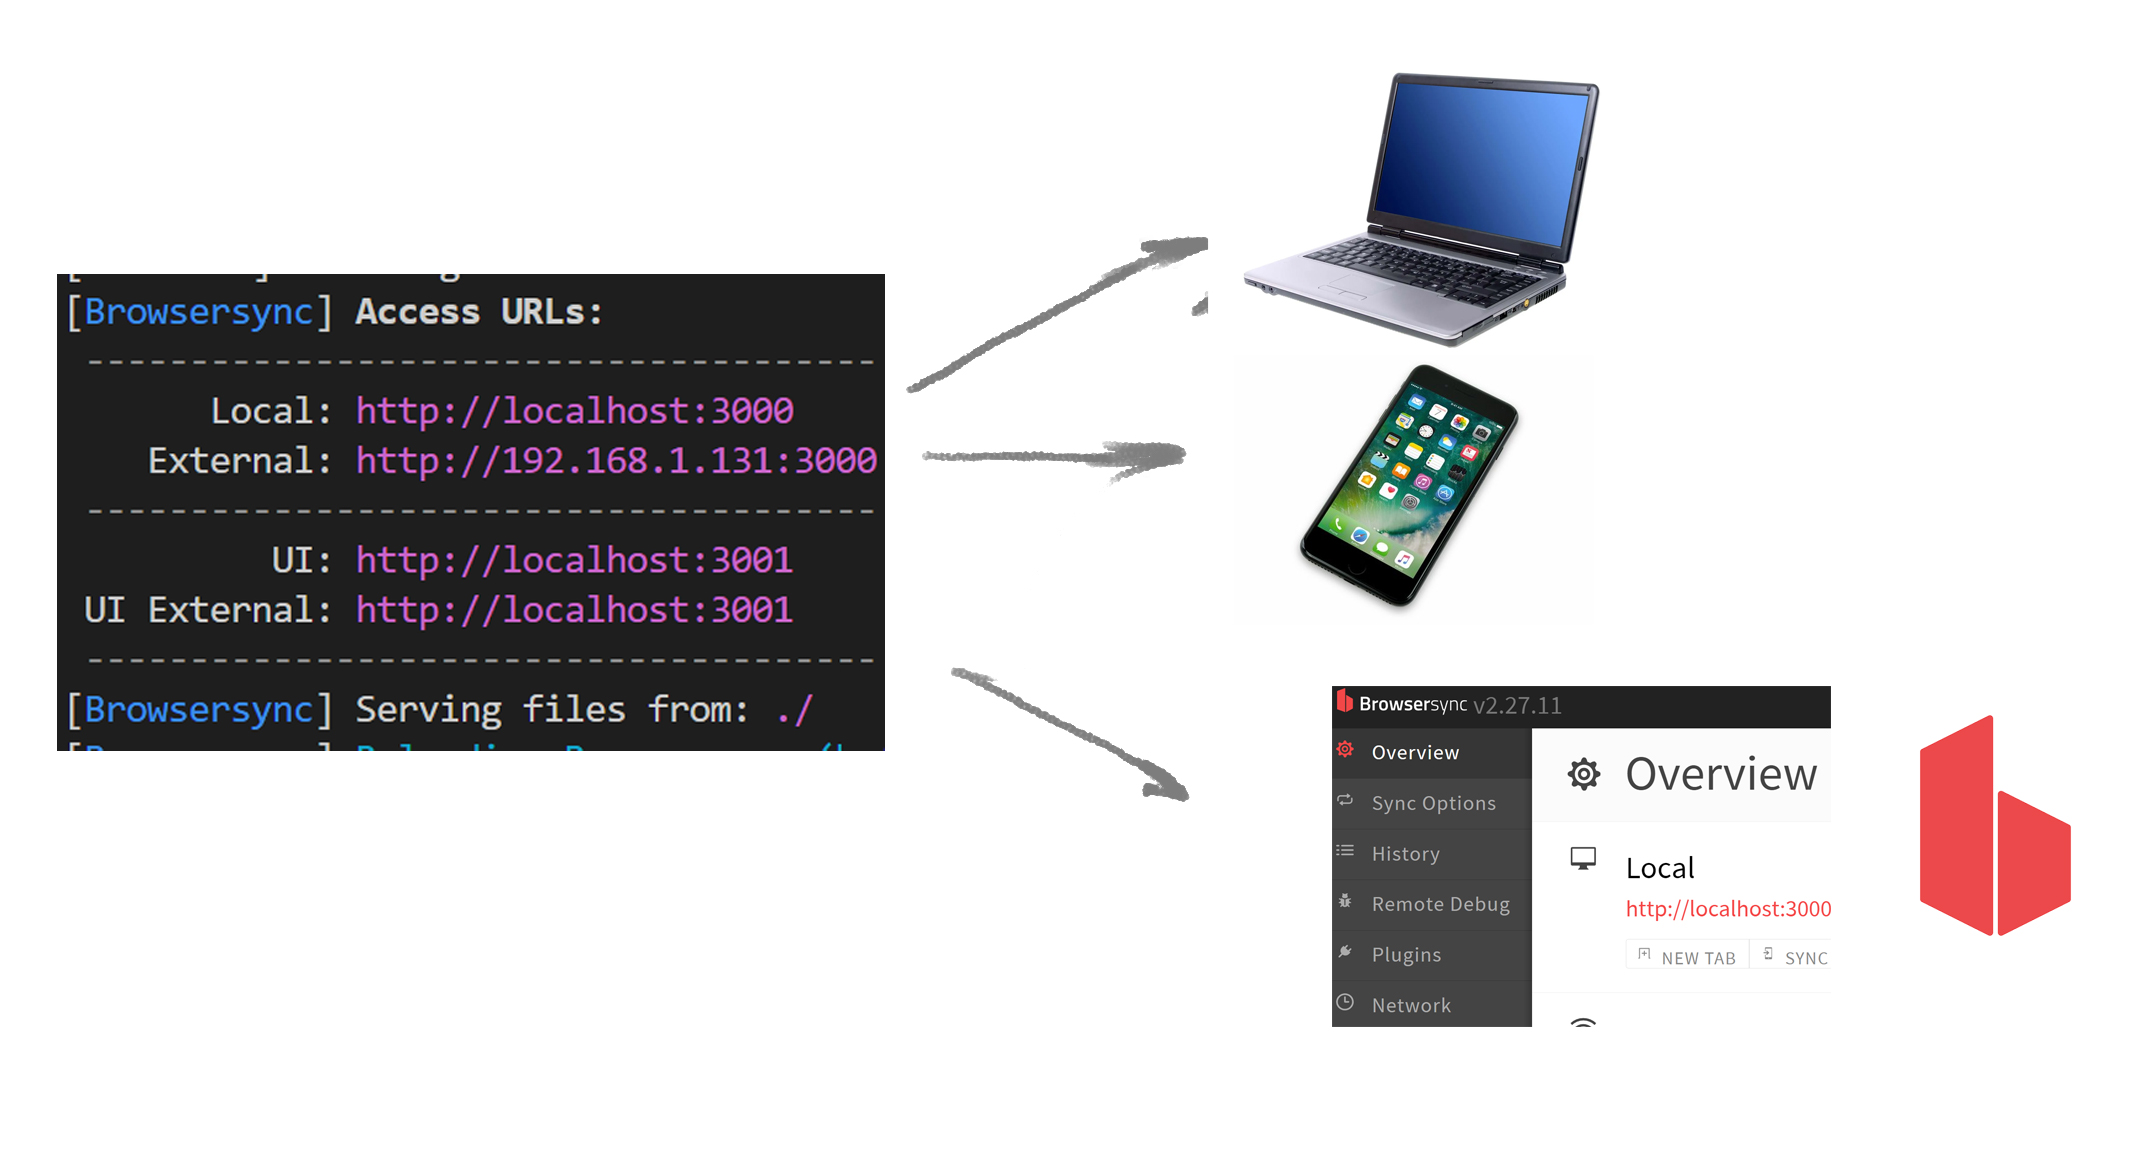 [Browsersync] Access URLs:
--------------------------------------
Local: http://localhost:3000
External: http://192.168.1.131:3000
--------------------------------------
UI: http://localhost:3001
UI External: http://localhost:3001
--------------------------------------
[Browsersync] Serving files from: ./
Browsersync v2.27.11
Overview
Sync Options
History
Remote Debug
Plugins
Network
Overview
Local
http://localhost:3000
NEW TAB SYNC